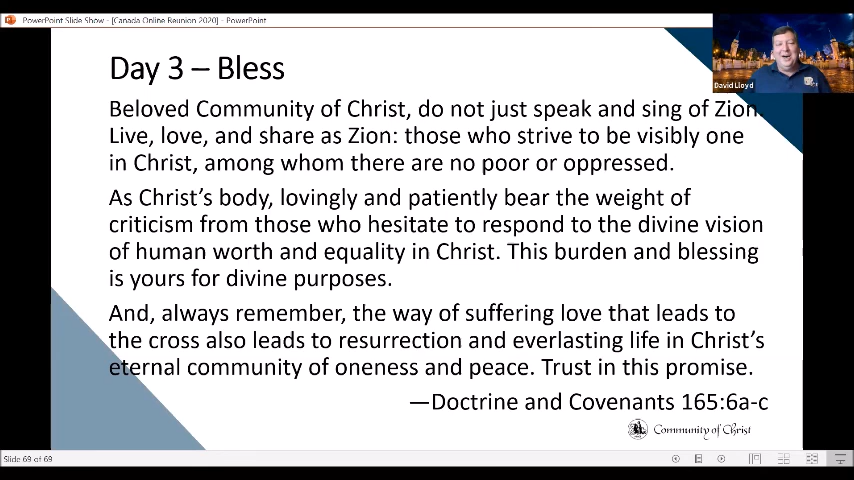 PowerPoint Slide Show - [Canada Online Reunion 2020] - PowerPoint
David Lloyd
Day 3 – Bless
Beloved Community of Christ, do not just speak and sing of Zion.
Live, love, and share as Zion: those who strive to be visibly one
in Christ, among whom there are no poor or oppressed.
As Christ's body, lovingly and patiently bear the weight of
criticism from those who hesitate to respond to the divine vision
of human worth and equality in Christ. This burden and blessing
is yours for divine purposes.
And, always remember, the way of suffering love that leads to
the cross also leads to resurrection and everlasting life in Christ's
eternal community of oneness and peace. Trust in this promise.
—Doctrine and Covenants 165:6a-c
Community of Christ
Slide 69 of 69